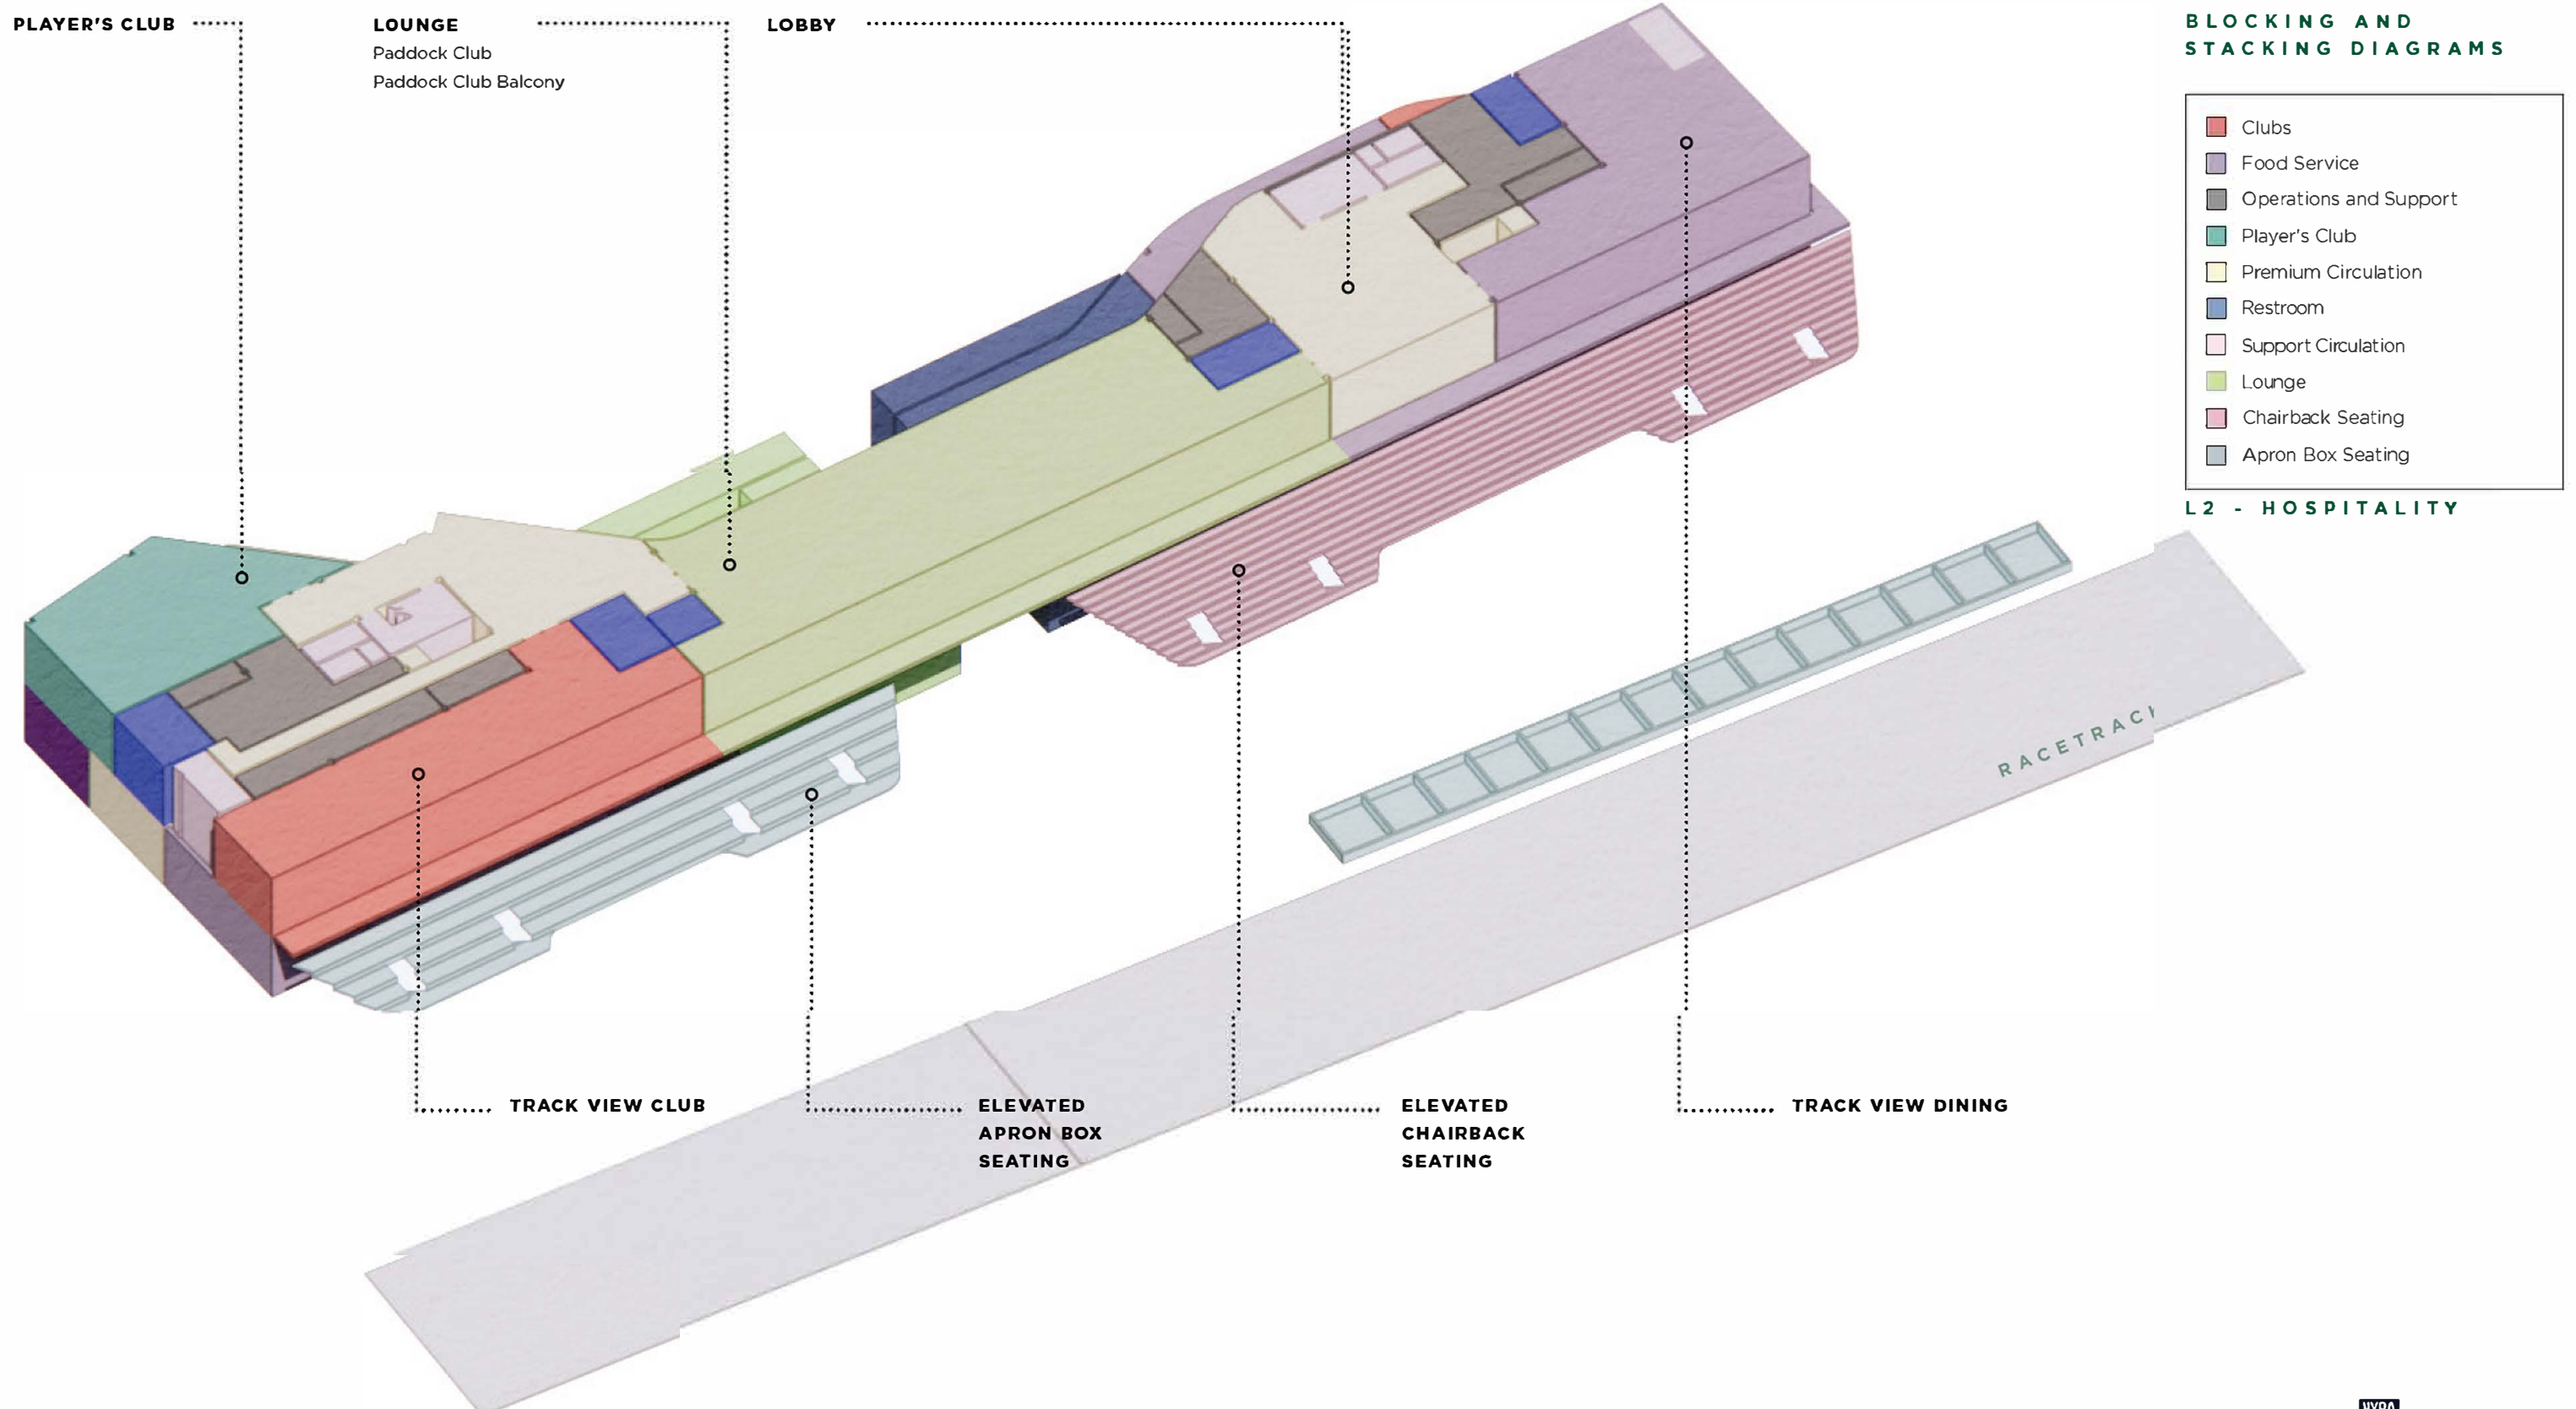 PLAYER'S CLUB
LOUNGE
Paddock Club
Paddock Club Balcony
LOBBY
BLOCKING AND
STACKING DIAGRAMS
Clubs
Food Service
Operations and Support
Player's Club
Premium Circulation
Restroom
Support Circulation
Lounge
Chairback Seating
Apron Box Seating
L2 - HOSPITALITY
RACETRACK
TRACK VIEW CLUB
ELEVATED
APRON BOX
SEATING
ELEVATED
CHAIRBACK
SEATING
TRACK VIEW DINING